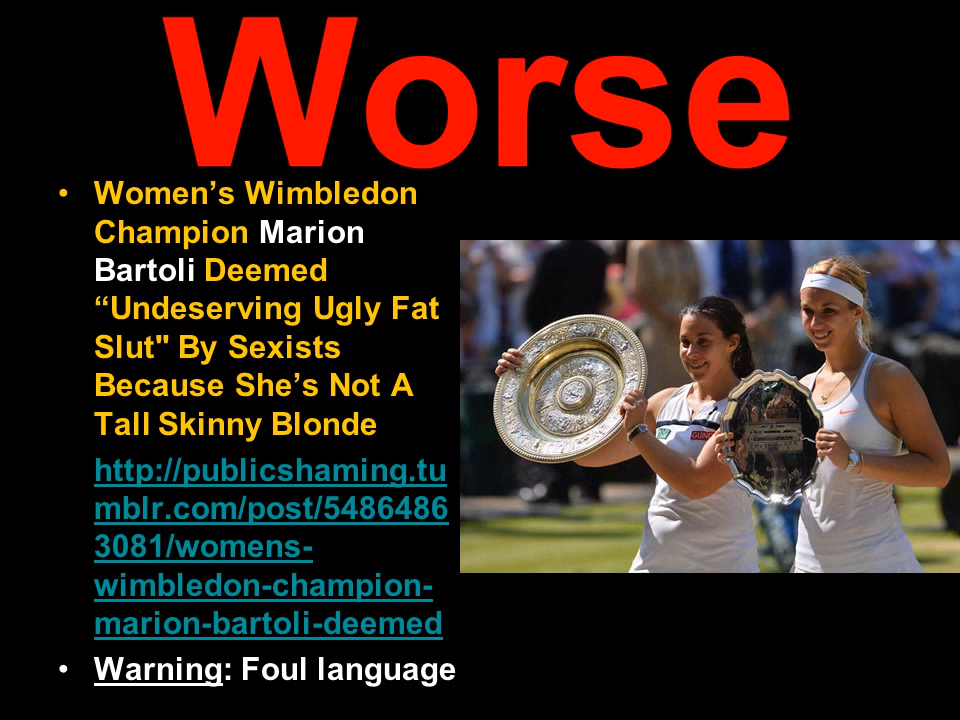 Worse
• Women’s Wimbledon
Champion Marion
Bartoli Deemed
“Undeserving Ugly Fat
Slut" By Sexists
Because She’s Not A
Tall Skinny Blonde
http://publicshaming.tu
mblr.com/post/5486486
3081/womens-
wimbledon-champion-
marion-bartoli-deemed
• Warning: Foul language